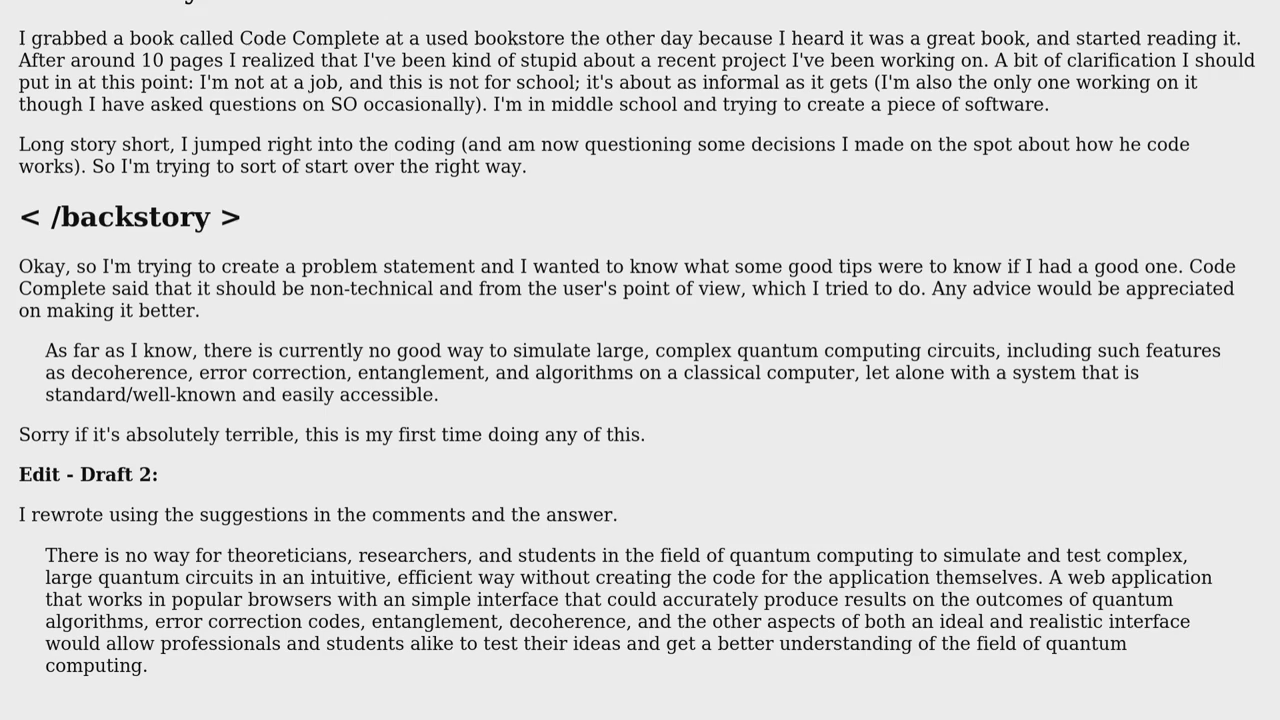 I grabbed a book called Code Complete at a used bookstore the other day because I heard it was a great book, and started reading it.
After around 10 pages I realized that I've been kind of stupid about a recent project I've been working on. A bit of clarification I should
put in at this point: I'm not at a job, and this is not for school; it's about as informal as it gets (I'm also the only one working on it
though I have asked questions on SO occasionally). I'm in middle school and trying to create a piece of software.
Long story short, I jumped right into the coding (and am now questioning some decisions I made on the spot about how he code
works). So I'm trying to sort of start over the right way.
< /backstory >
Okay, so I'm trying to create a problem statement and I wanted to know what some good tips were to know if I had a good one. Code
Complete said that it should be non-technical and from the user's point of view, which I tried to do. Any advice would be appreciated
on making it better.
As far as I know, there is currently no good way to simulate large, complex quantum computing circuits, including such features
as decoherence, error correction, entanglement, and algorithms on a classical computer, let alone with a system that is
standard/well-known and easily accessible.
Sorry if it's absolutely terrible, this is my first time doing any of this.
Edit - Draft 2:
I rewrote using the suggestions in the comments and the answer.
There is no way for theoreticians, researchers, and students in the field of quantum computing to simulate and test complex,
large quantum circuits in an intuitive, efficient way without creating the code for the application themselves. A web application
that works in popular browsers with an simple interface that could accurately produce results on the outcomes of quantum
algorithms, error correction codes, entanglement, decoherence, and the other aspects of both an ideal and realistic interface
would allow professionals and students alike to test their ideas and get a better understanding of the field of quantum
computing.